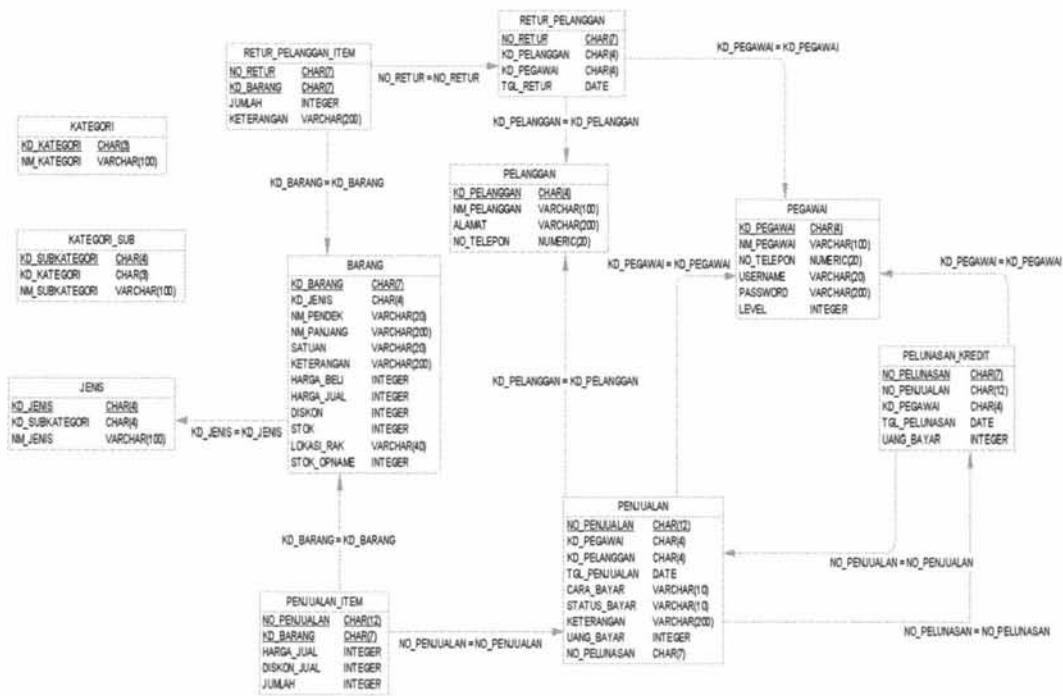 RETUR_PELANGGAN
NO_RETUR CHAR(7)
KD_PELANGGAN CHAR(4)
KD_PEGAWAI CHAR(4)
TGL_RETUR DATE
RETUR_PELANGGAN_ITEM
NO_RETUR CHAR(7)
KD_BARANG CHAR(7)
JUMLAH INTEGER
KETERANGAN VARCHAR(200)
NO_RETUR = NO_RETUR
KD_PEGAWAI = KD_PEGAWAI
KD_PELANGGAN = KD_PELANGGAN
KATEGORI
KD_KATEGORI CHAR(3)
NM_KATEGORI VARCHAR(100)
KD_BARANG = KD_BARANG
PELANGGAN
KD_PELANGGAN CHAR(4)
NM_PELANGGAN VARCHAR(100)
ALAMAT VARCHAR(200)
NO_TELEPON NUMERIC(20)
PEGAWAI
KD_PEGAWAI CHAR(4)
NM_PEGAWAI VARCHAR(100)
NO_TELEPON NUMERIC(20)
USERNAME VARCHAR(20)
PASSWORD VARCHAR(200)
LEVEL INTEGER
KATEGORI_SUB
KD_SUBKATEGORI CHAR(4)
KD_KATEGORI CHAR(3)
NM_SUBKATEGORI VARCHAR(100)
BARANG
KD_BARANG CHAR(7)
KD_JENIS CHAR(4)
NM_PENDEK VARCHAR(20)
NM_PANJANG VARCHAR(200)
SATUAN VARCHAR(20)
KETERANGAN VARCHAR(200)
HARGA_BELI INTEGER
HARGA_JUAL INTEGER
DISKON INTEGER
STOK INTEGER
LOKASI_RAK VARCHAR(40)
STOK_OPNAME INTEGER
KD_PEGAWAI = KD_PEGAWAI
KD_PEGAWAI = KD_PEGAWAI
JENIS
KD_JENIS CHAR(4)
KD_SUBKATEGORI CHAR(4)
NM_JENIS VARCHAR(100)
KD_JENIS = KD_JENIS
KD_PELANGGAN = KD_PELANGGAN
PELUNASAN_KREDIT
NO_PELUNASAN CHAR(7)
NO_PENJUALAN CHAR(12)
KD_PEGAWAI CHAR(4)
TGL_PELUNASAN DATE
UANG_BAYAR INTEGER
KD_BARANG = KD_BARANG
PENJUALAN
NO_PENJUALAN CHAR(12)
KD_PEGAWAI CHAR(4)
KD_PELANGGAN CHAR(4)
TGL_PENJUALAN DATE
CARA_BAYAR VARCHAR(10)
STATUS_BAYAR VARCHAR(10)
KETERANGAN VARCHAR(200)
UANG_BAYAR INTEGER
NO_PELUNASAN CHAR(7)
NO_PENJUALAN = NO_PENJUALAN
PENJUALAN_ITEM
NO_PENJUALAN CHAR(12)
KD_BARANG CHAR(7)
HARGA_JUAL INTEGER
DISKON_JUAL INTEGER
JUMLAH INTEGER
NO_PENJUALAN = NO_PENJUALAN
NO_PELUNASAN = NO_PELUNASAN